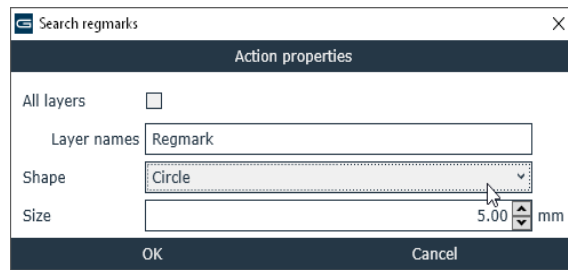 Search regmarks
Action properties
All layers
Layer names Regmark
Shape Circle
Size 5.00 mm
OK Cancel